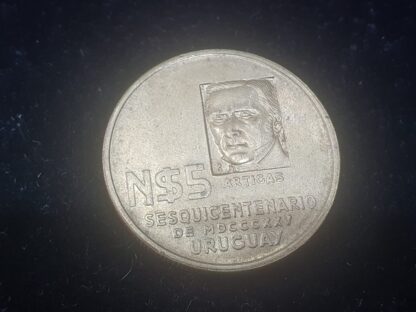 ARTIGAS
N$5
SESQUICENTENARIO
DE MDCCCXXV
URUGUAY